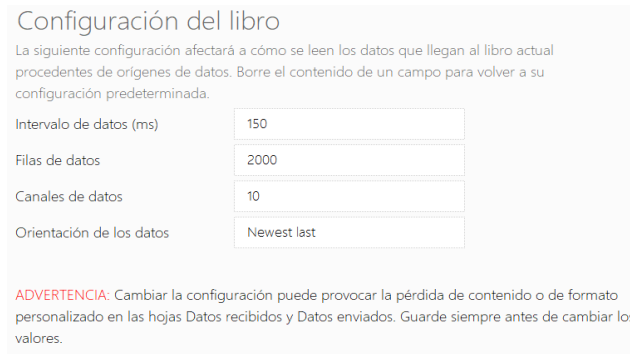 Configuración del libro
La siguiente configuración afectará a cómo se leen los datos que llegan al libro actual
procedentes de orígenes de datos. Borre el contenido de un campo para volver a su
configuración predeterminada.
Intervalo de datos (ms) 150
Filas de datos 2000
Canales de datos 10
Orientación de los datos Newest last
ADVERTENCIA: Cambiar la configuración puede provocar la pérdida de contenido o de formato
personalizado en las hojas Datos recibidos y Datos enviados. Guarde siempre antes de cambiar los
valores.